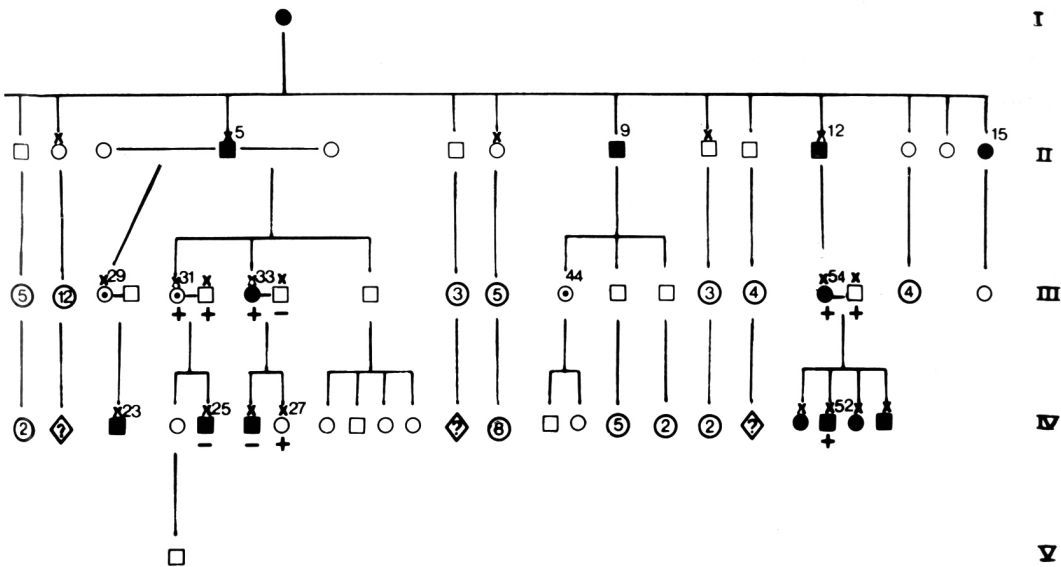 I
X X 5 X 9 X X 12 15
II
X 29 X 31 X X 33 X 44 X 54 X
5 12 3 5 3 4 4 III
+ + + − + +
X 23 X 25 X X 27 X X 52 X X
2 ? ? 8 5 2 2 ? IV
− − + +
V